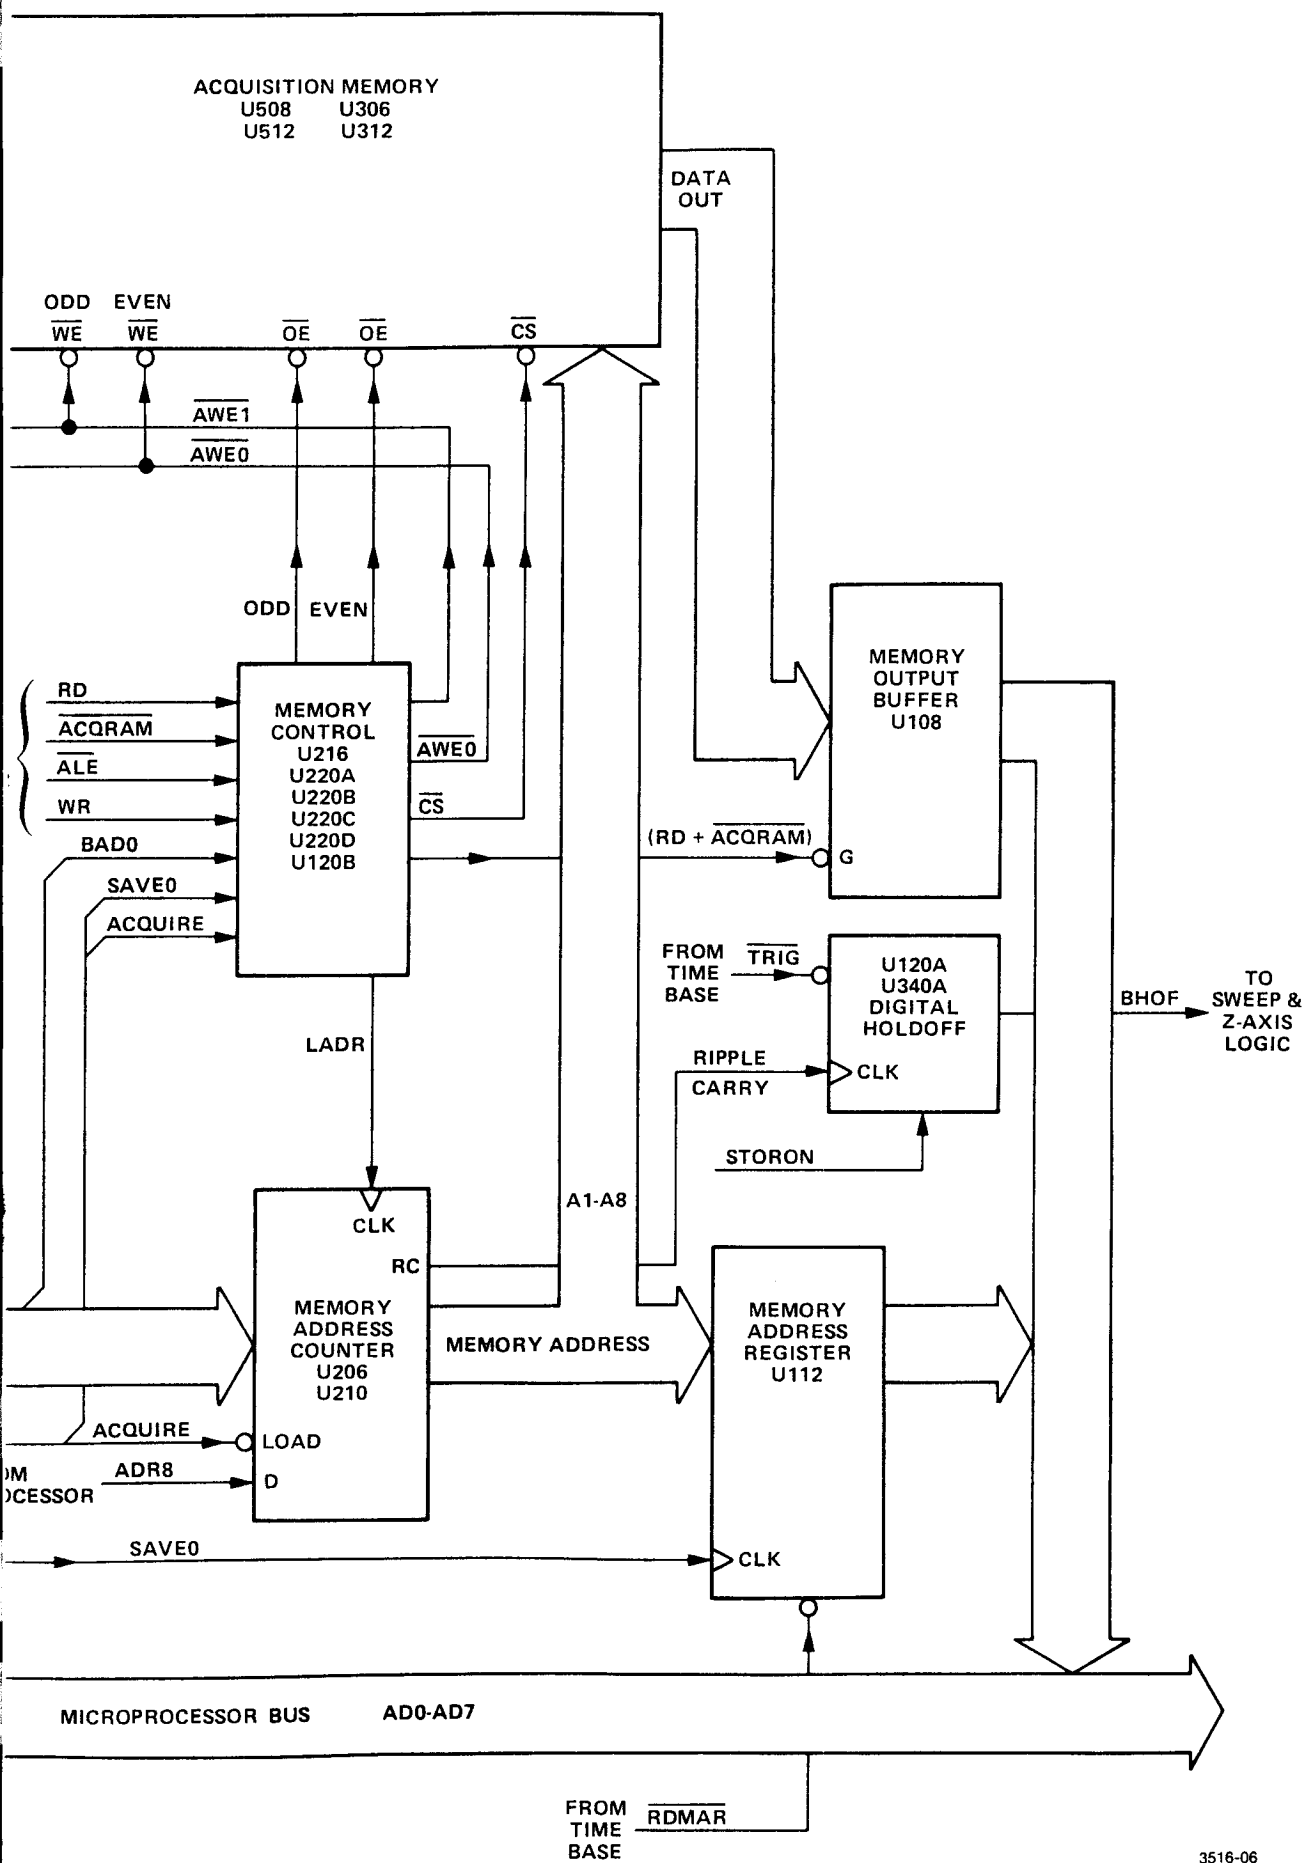 ACQUISITION MEMORY
U508 U306
U512 U312
DATA
OUT
ODD EVEN
WE WE OE OE CS
AWE1
AWE0
ODD EVEN
RD
ACQRAM
ALE
WR
BAD0
SAVE0
ACQUIRE
MEMORY
CONTROL
U216
U220A
U220B
U220C
U220D
U120B
AWE0
CS
MEMORY
OUTPUT
BUFFER
U108
(RD + ACQRAM)
G
FROM
TIME
BASE
TRIG
U120A
U340A
DIGITAL
HOLDOFF
CLK
BHOF
TO
SWEEP &
Z-AXIS
LOGIC
LADR
RIPPLE
CARRY
STORON
A1-A8
CLK
RC
MEMORY
ADDRESS
COUNTER
U206
U210
LOAD
D
MEMORY ADDRESS
MEMORY
ADDRESS
REGISTER
U112
CLK
ACQUIRE
ADR8
OM
OCESSOR
SAVE0
MICROPROCESSOR BUS AD0-AD7
FROM
TIME
BASE
RDMAR
3516-06